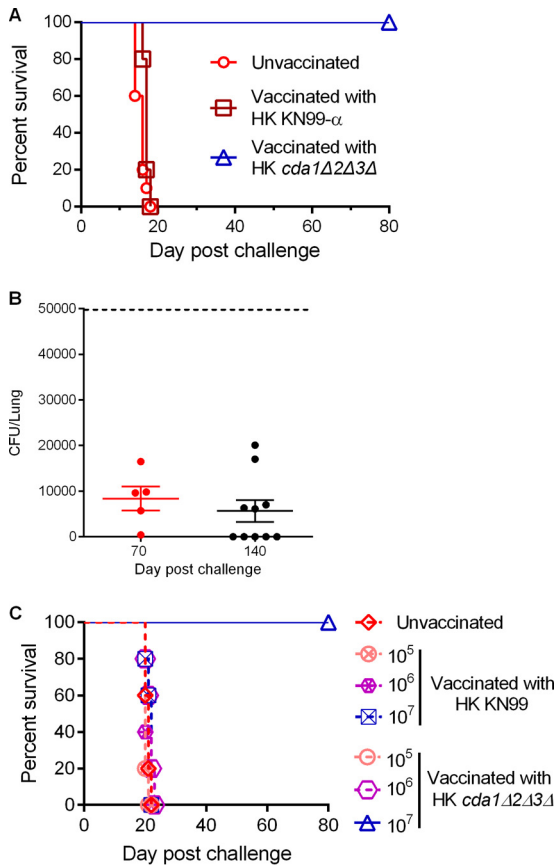 A
Percent survival
100
80
60
40
20
0
0 20 40 60 80
Day post challenge
Unvaccinated
Vaccinated with
HK KN99-α
Vaccinated with
HK cda1Δ2Δ3Δ
B
CFU/Lung
50000
40000
30000
20000
10000
0
70 140
Day post challenge
C
Percent survival
100
80
60
40
20
0
0 20 40 60 80
Day post challenge
Unvaccinated
10⁵
10⁶
10⁷
Vaccinated with
HK KN99
10⁵
10⁶
10⁷
Vaccinated with
HK cda1Δ2Δ3Δ